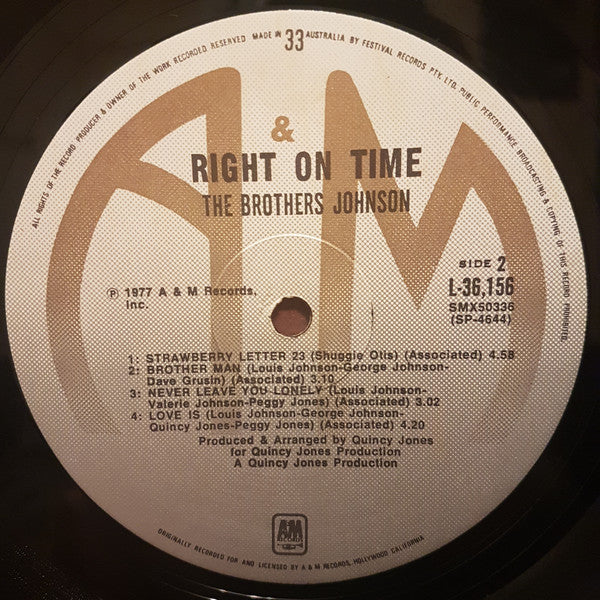 ALL RIGHTS OF THE RECORD PRODUCER & OWNER OF THE WORK RECORDED RESERVED MADE IN 33 AUSTRALIA BY FESTIVAL RECORDS PTY. LTD. PUBLIC PERFORMANCE BROADCASTING & COPYING OF THIS RECORD PROHIBITED.
A & M
RIGHT ON TIME
THE BROTHERS JOHNSON
SIDE 2
L-36,156
SMX50336
(SP-4644)
℗ 1977 A & M Records,
Inc.
1: STRAWBERRY LETTER 23 (Shuggie Otis) (Associated) 4.58
2: BROTHER MAN (Louis Johnson-George Johnson-
Dave Grusin) (Associated) 3.10
3: NEVER LEAVE YOU LONELY (Louis Johnson-
Valerie Johnson-Peggy Jones) (Associated) 3.02
4: LOVE IS (Louis Johnson-George Johnson-
Quincy Jones-Peggy Jones) (Associated) 4.20
Produced & Arranged by Quincy Jones
for Quincy Jones Production
A Quincy Jones Production
A&M
RECORDS
ORIGINALLY RECORDED FOR AND LICENSED BY A & M RECORDS, HOLLYWOOD CALIFORNIA